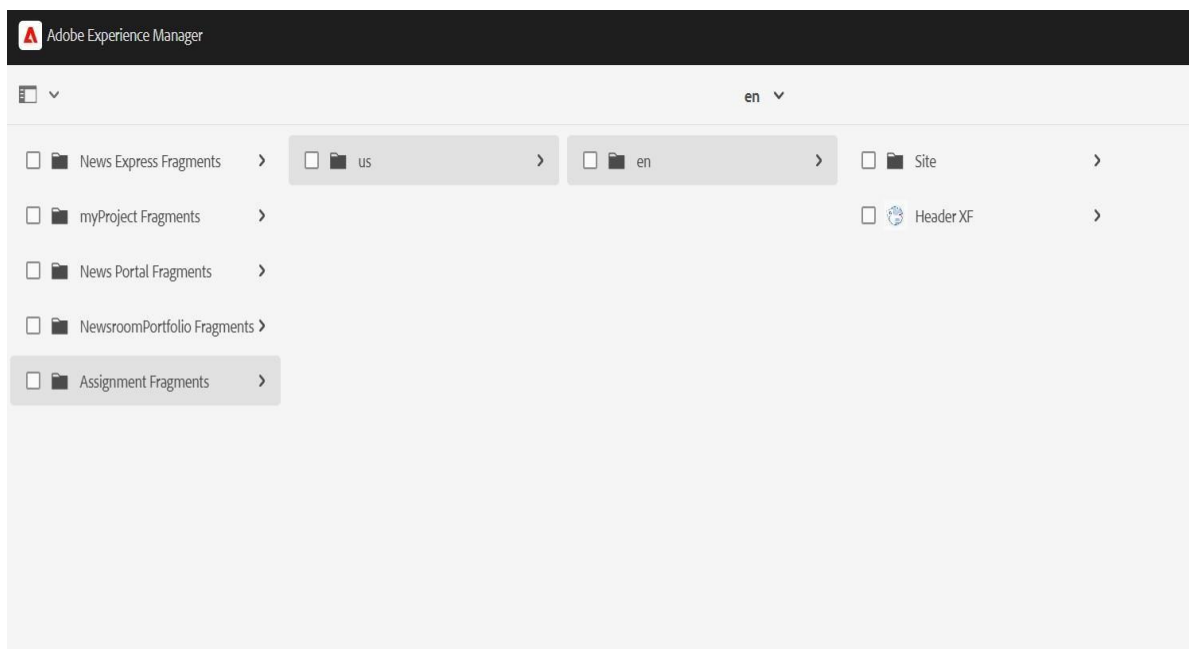 Adobe Experience Manager
en
News Express Fragments
us
en
Site
myProject Fragments
Header XF
News Portal Fragments
NewsroomPortfolio Fragments
Assignment Fragments